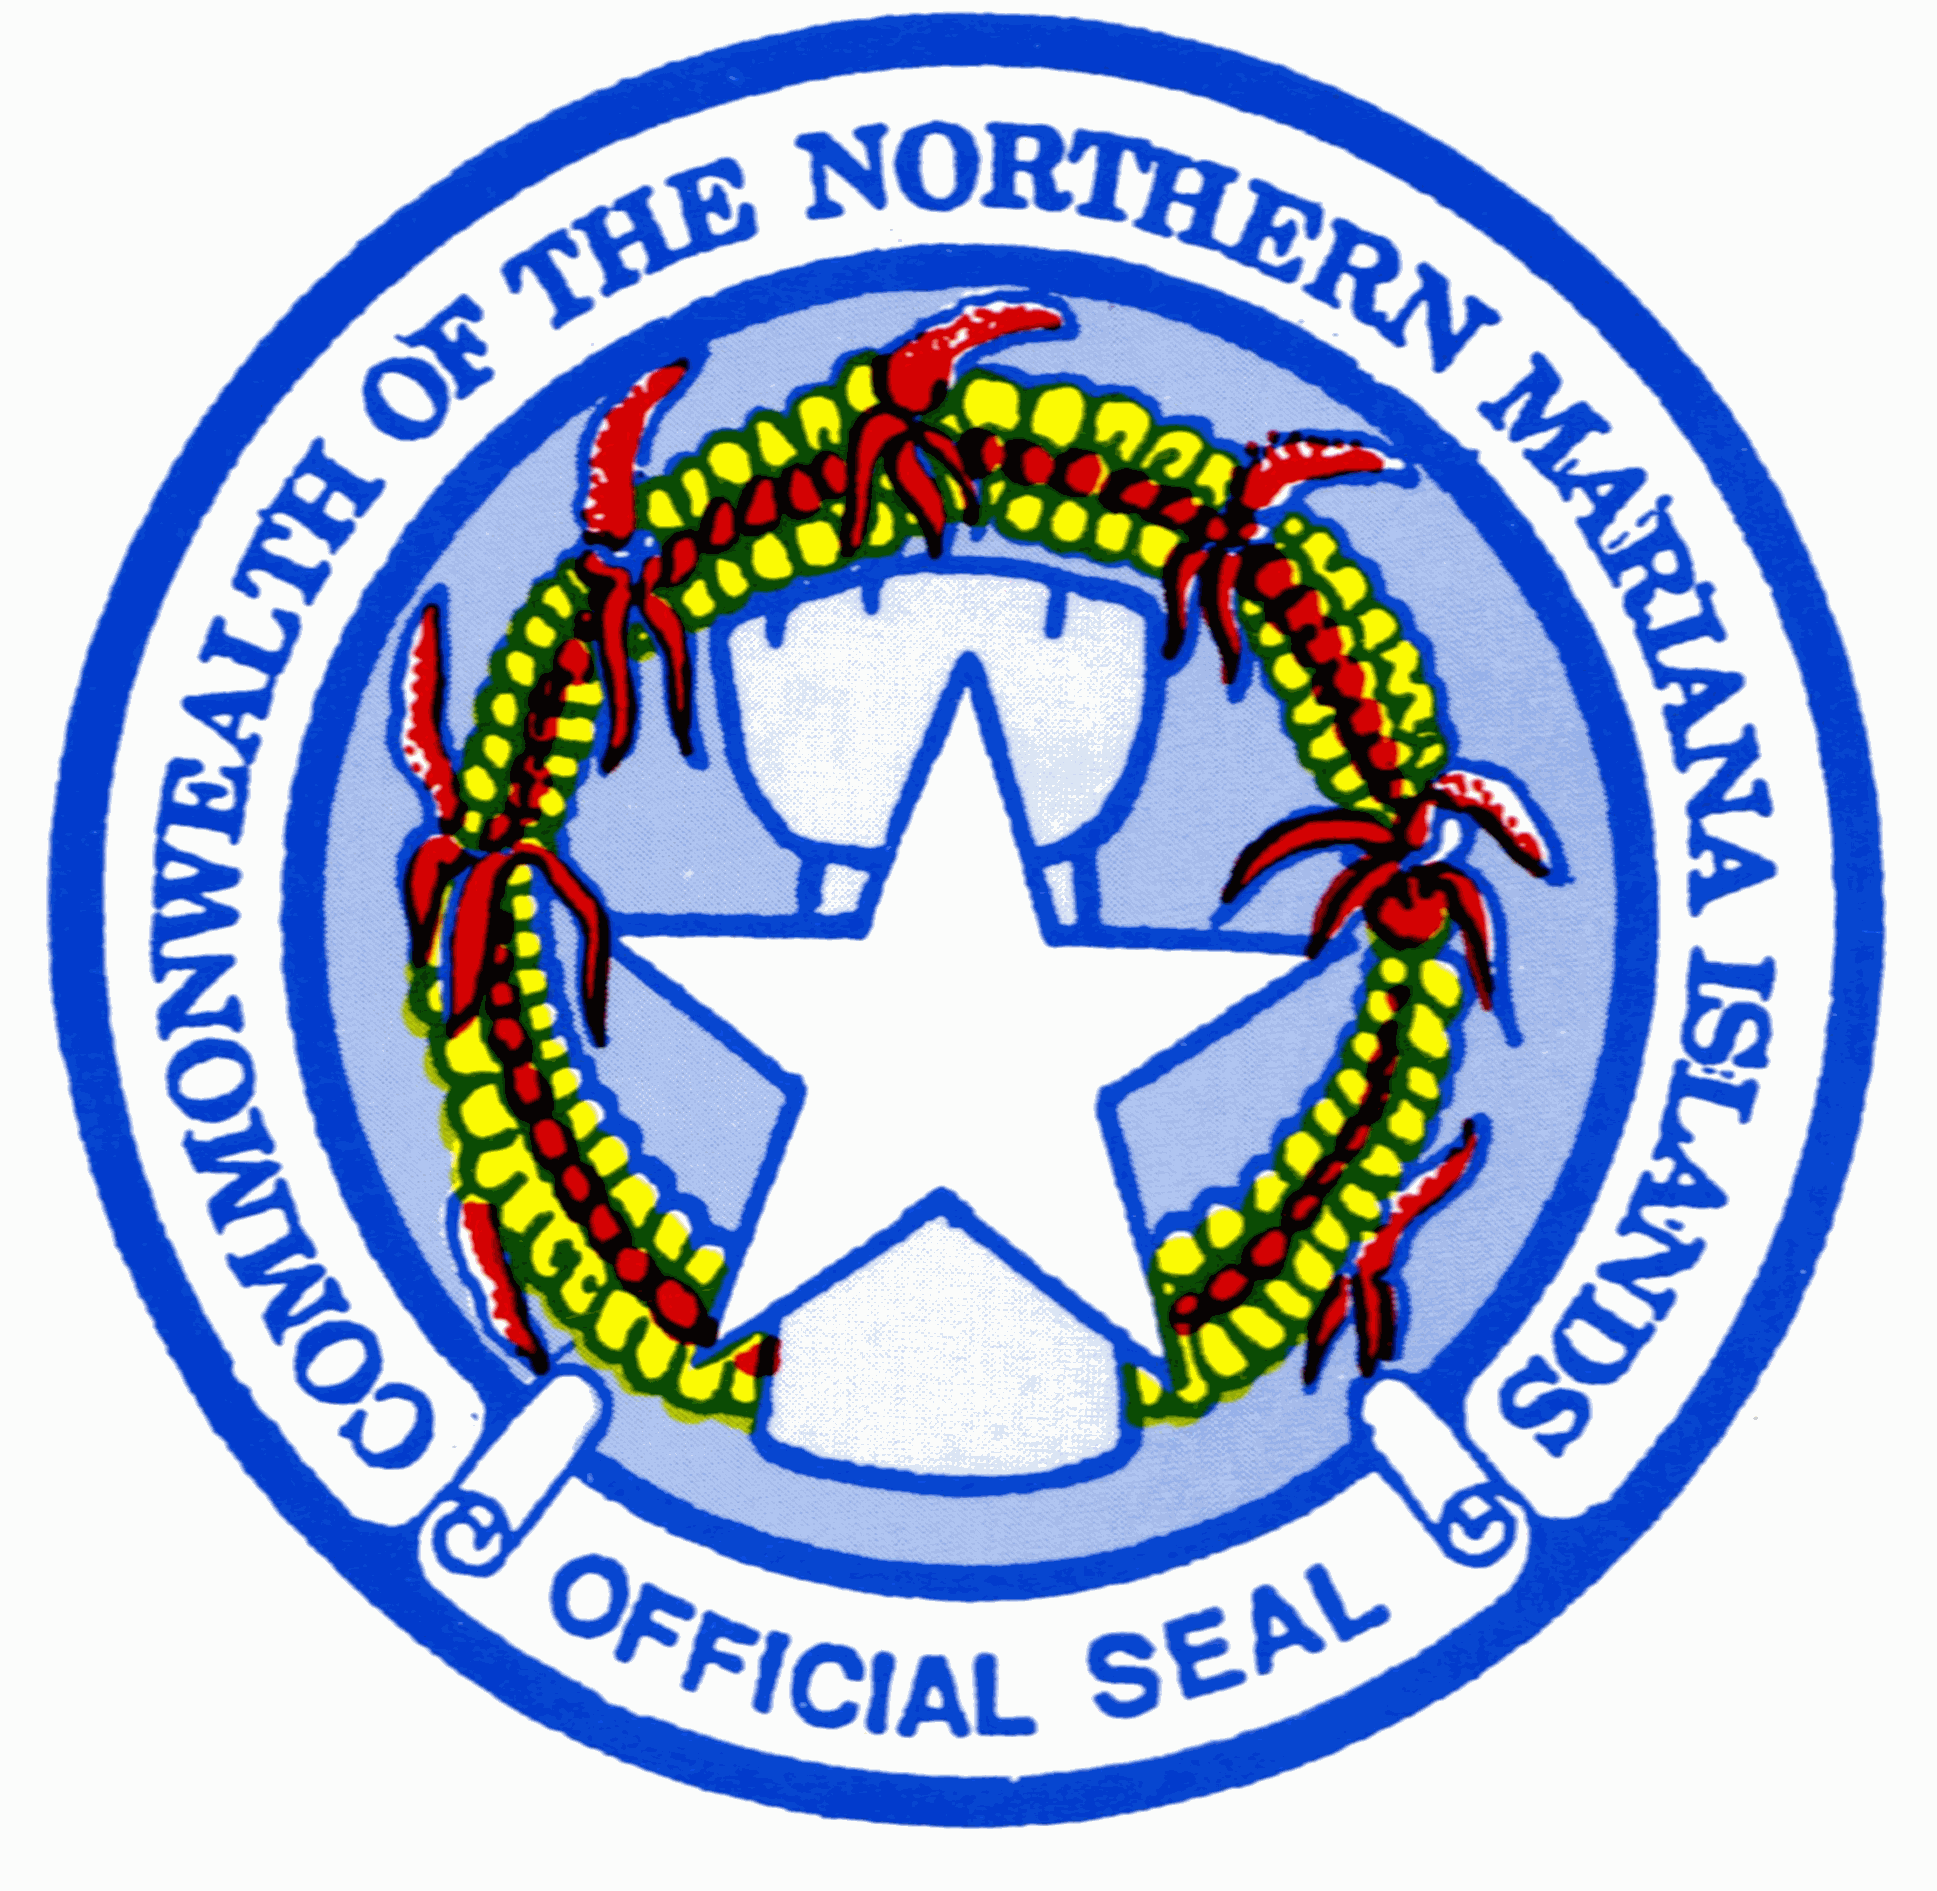 COMMONWEALTH OF THE NORTHERN MARIANA ISLANDS
OFFICIAL SEAL